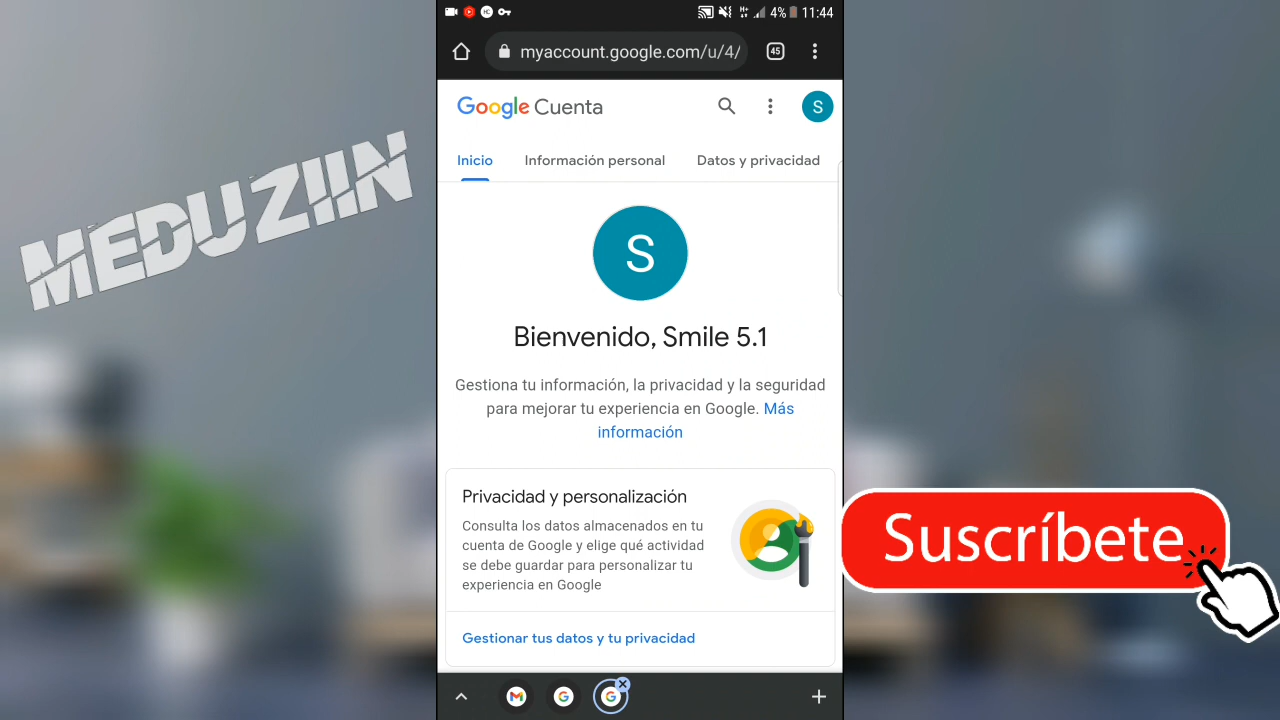 4% 11:44
myaccount.google.com/u/4/
45
Google Cuenta
S
Inicio
Información personal
Datos y privacidad
S
Bienvenido, Smile 5.1
Gestiona tu información, la privacidad y la seguridad
para mejorar tu experiencia en Google. Más
información
Privacidad y personalización
Consulta los datos almacenados en tu
cuenta de Google y elige qué actividad
se debe guardar para personalizar tu
experiencia en Google
Gestionar tus datos y tu privacidad
MEDUZIIN
Suscríbete